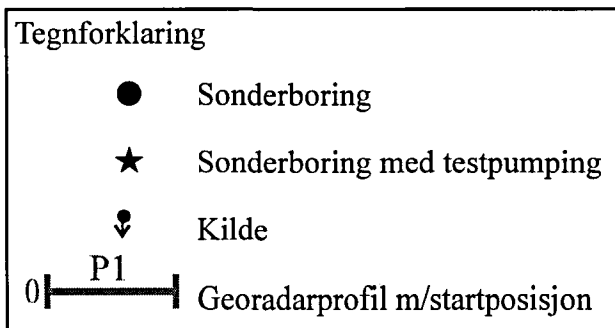 Tegnforklaring
Sonderboring
Sonderboring med testpumping
Kilde
P1
0 Georadarprofil m/startposisjon